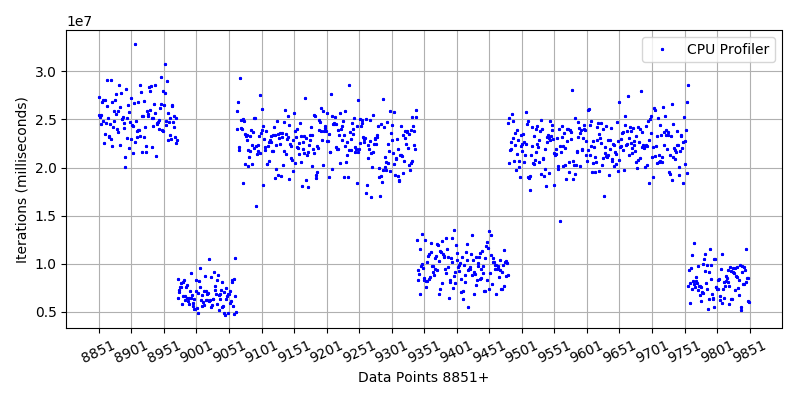 1e7
CPU Profiler
3.0
2.5
2.0
1.5
1.0
0.5
Iterations (milliseconds)
8851 8901 8951 9001 9051 9101 9151 9201 9251 9301 9351 9401 9451 9501 9551 9601 9651 9701 9751 9801 9851
Data Points 8851+